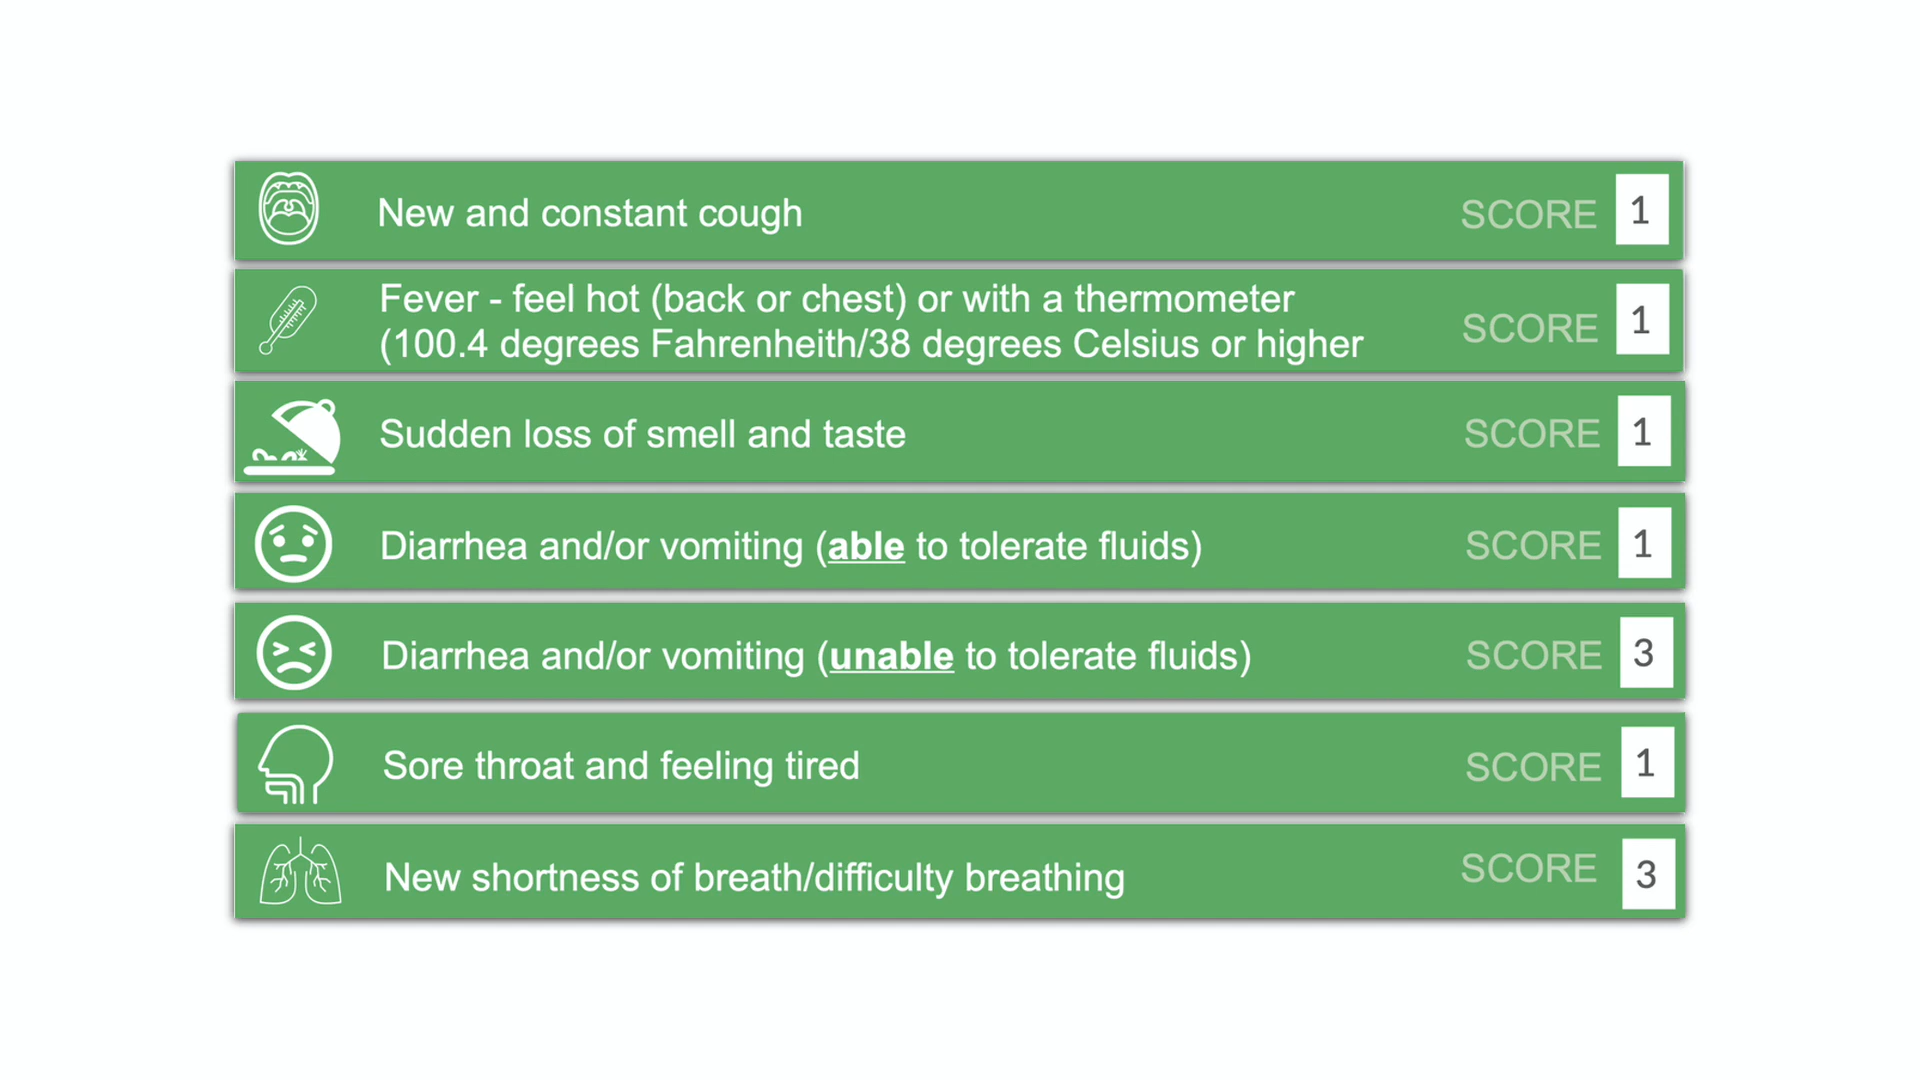 New and constant cough SCORE 1
Fever - feel hot (back or chest) or with a thermometer
(100.4 degrees Fahrenheith/38 degrees Celsius or higher SCORE 1
Sudden loss of smell and taste SCORE 1
Diarrhea and/or vomiting (able to tolerate fluids) SCORE 1
Diarrhea and/or vomiting (unable to tolerate fluids) SCORE 3
Sore throat and feeling tired SCORE 1
New shortness of breath/difficulty breathing SCORE 3